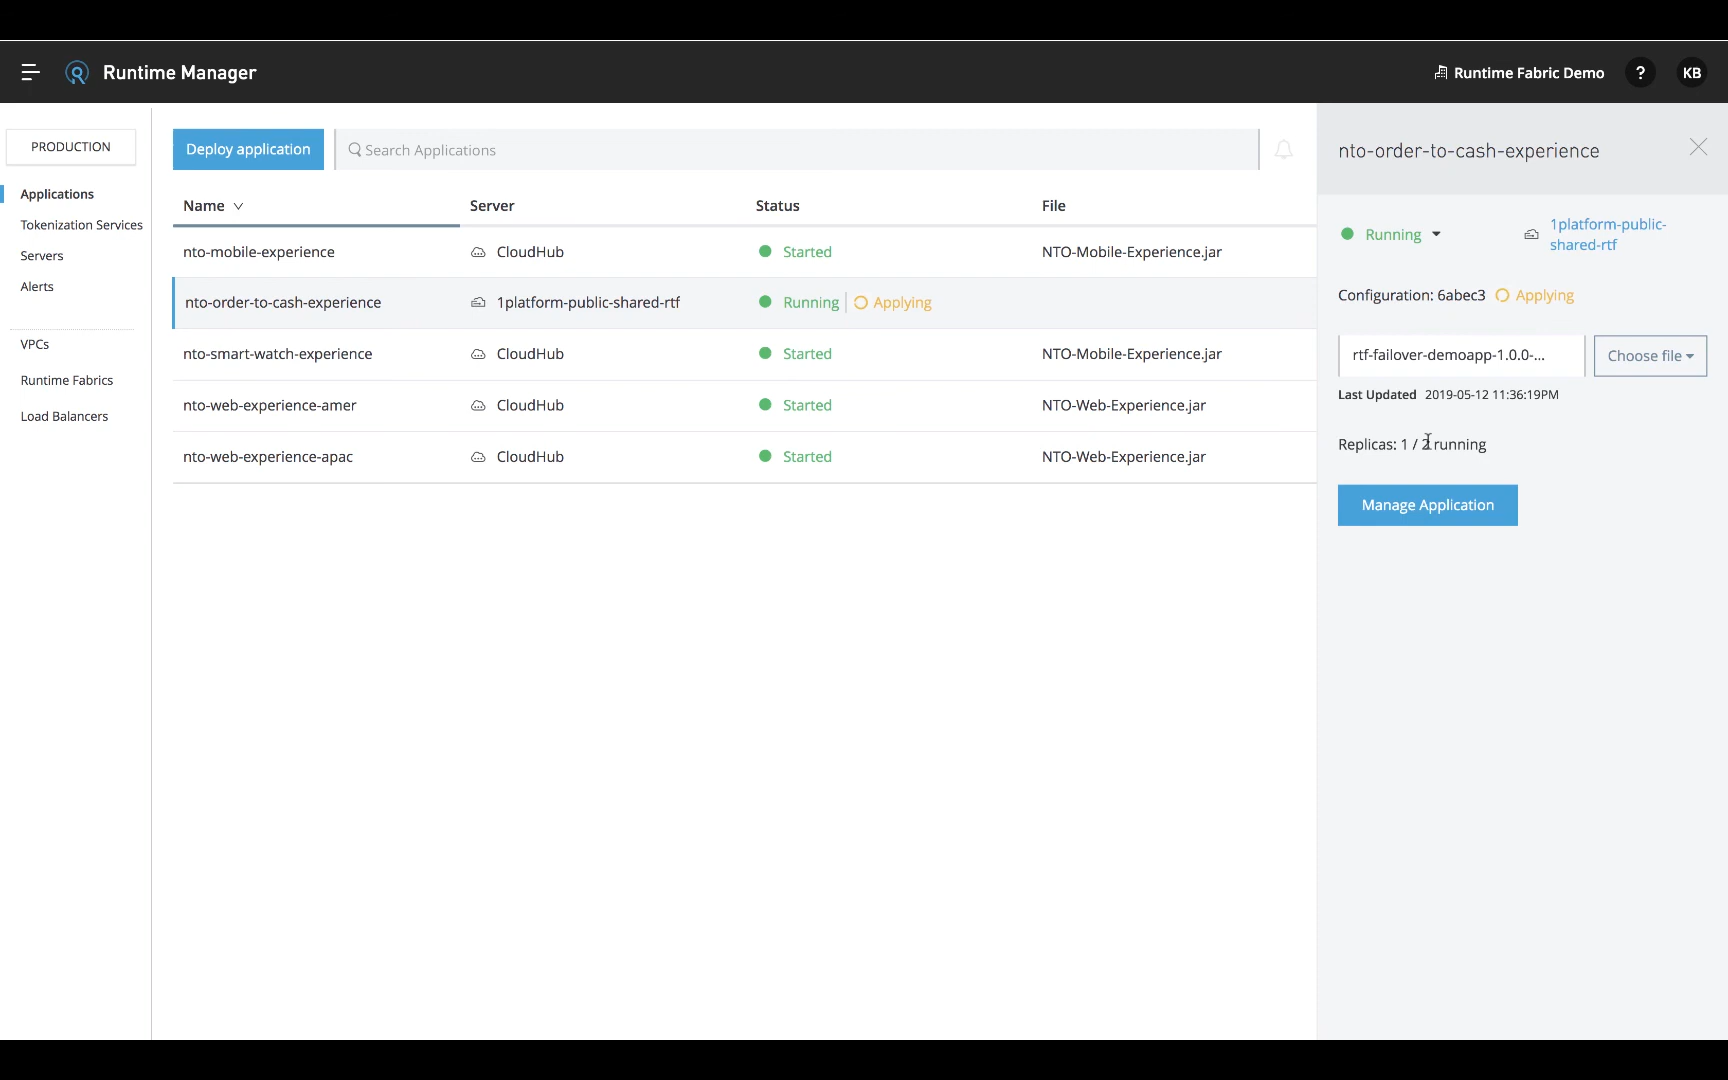 Runtime Manager
Runtime Fabric Demo ? KB
PRODUCTION
Applications
Tokenization Services
Servers
Alerts
VPCs
Runtime Fabrics
Load Balancers
Deploy application
Search Applications
Name Server Status File
nto-mobile-experience CloudHub Started NTO-Mobile-Experience.jar
nto-order-to-cash-experience 1platform-public-shared-rtf Running Applying
nto-smart-watch-experience CloudHub Started NTO-Mobile-Experience.jar
nto-web-experience-amer CloudHub Started NTO-Web-Experience.jar
nto-web-experience-apac CloudHub Started NTO-Web-Experience.jar
nto-order-to-cash-experience
Running
1platform-public-
shared-rtf
Configuration: 6abec3 Applying
rtf-failover-demoapp-1.0.0-... Choose file
Last Updated 2019-05-12 11:36:19PM
Replicas: 1 / 2 running
Manage Application